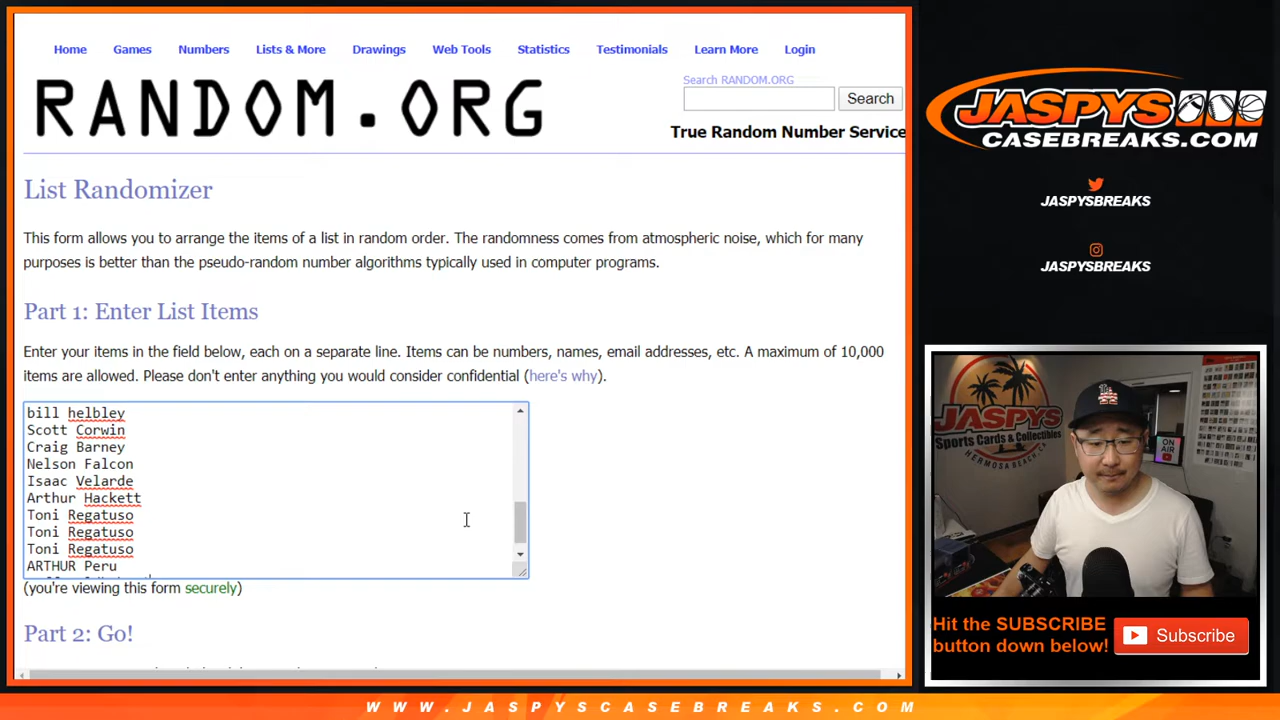 Home Games Numbers Lists & More Drawings Web Tools Statistics Testimonials Learn More Login
RANDOM.ORG
Search RANDOM.ORG
Search
True Random Number Service
List Randomizer
This form allows you to arrange the items of a list in random order. The randomness comes from atmospheric noise, which for many
purposes is better than the pseudo-random number algorithms typically used in computer programs.
Part 1: Enter List Items
Enter your items in the field below, each on a separate line. Items can be numbers, names, email addresses, etc. A maximum of 10,000
items are allowed. Please don't enter anything you would consider confidential (here's why).
bill helbley
Scott Corwin
Craig Barney
Nelson Falcon
Isaac Velarde
Arthur Hackett
Toni Regatuso
Toni Regatuso
Toni Regatuso
ARTHUR Peru
(you're viewing this form securely)
Part 2: Go!
JASPYS
CASEBREAKS.COM
JASPYSBREAKS
JASPYSBREAKS
JASPYS
Sports Cards & Collectibles
HERMOSA BEACH, CA
ON AIR
Hit the SUBSCRIBE
button down below!
Subscribe
WWW.JASPYSCASEBREAKS.COM